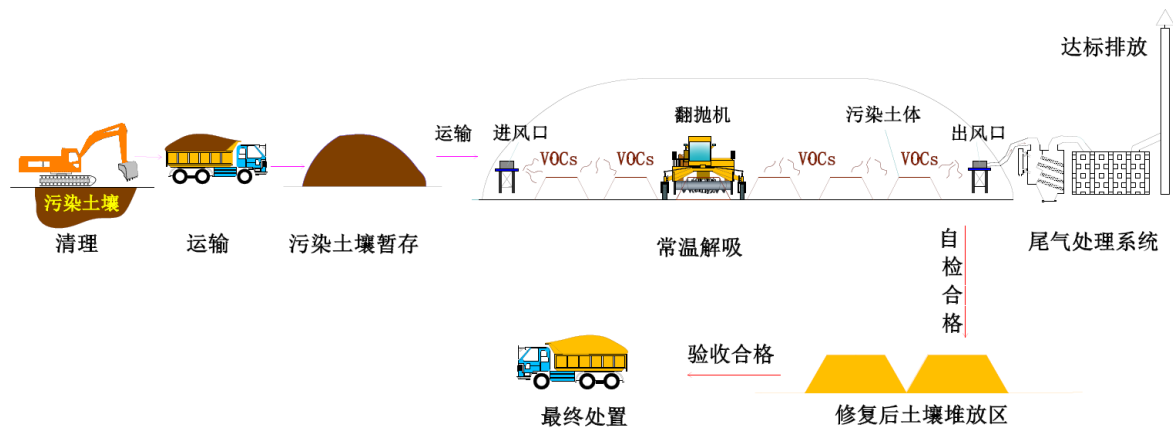 达标排放
进风口
翻抛机
污染土体
出风口
运输
VOCs
VOCs
VOCs
VOCs
污染土壤
清理
运输
污染土壤暂存
常温解吸
自检合格
尾气处理系统
验收合格
最终处置
修复后土壤堆放区